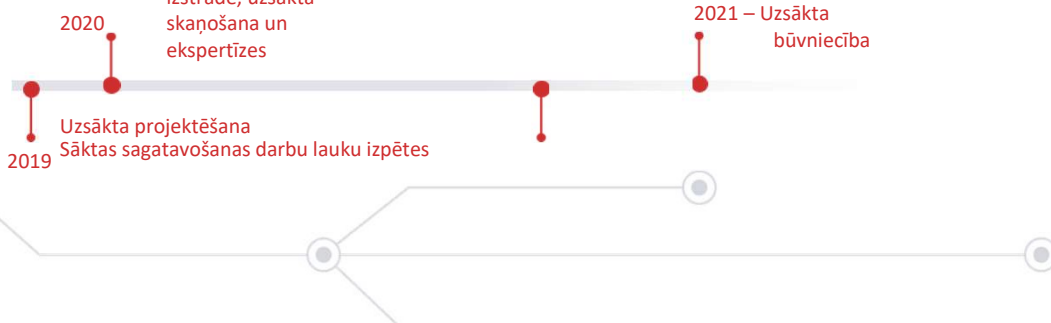 2020
izstrāde, uzsākta
skaņošana un
ekspertīzes
2021 – Uzsākta
būvniecība
2019
Uzsākta projektēšana
Sāktas sagatavošanas darbu lauku izpētes